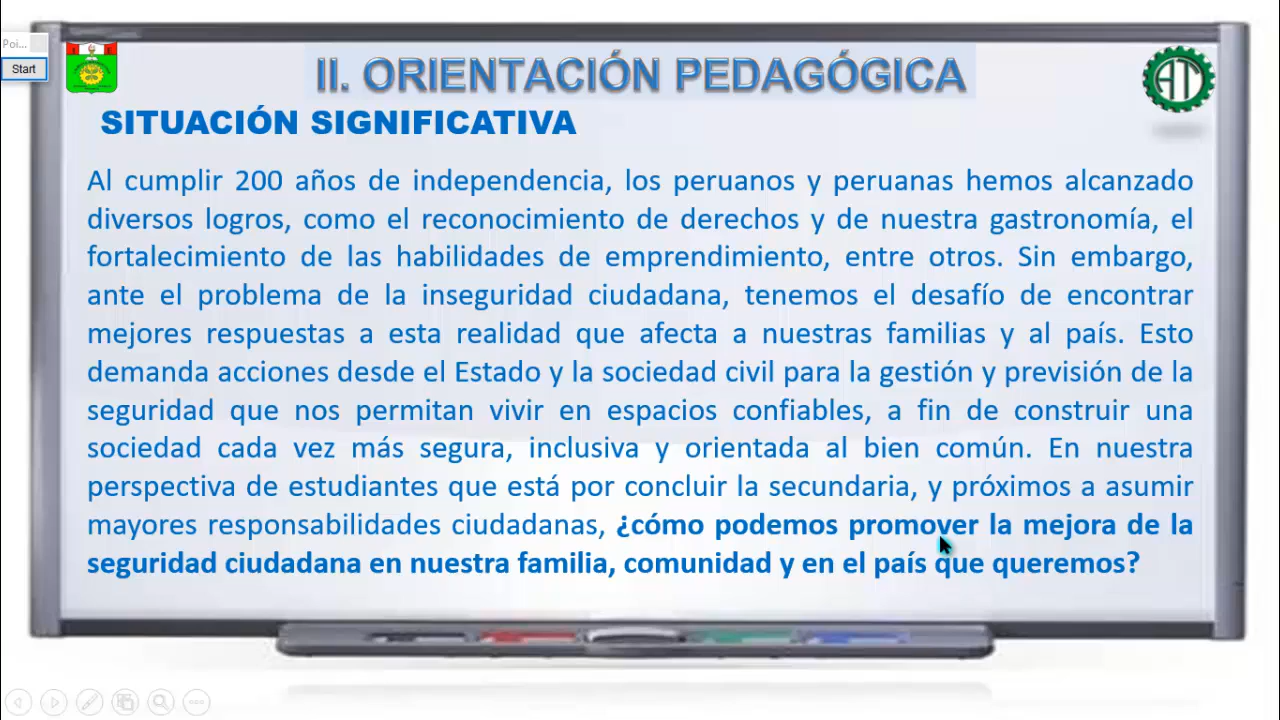 Poi...
Start
II. ORIENTACIÓN PEDAGÓGICA
SITUACIÓN SIGNIFICATIVA
Al cumplir 200 años de independencia, los peruanos y peruanas hemos alcanzado
diversos logros, como el reconocimiento de derechos y de nuestra gastronomía, el
fortalecimiento de las habilidades de emprendimiento, entre otros. Sin embargo,
ante el problema de la inseguridad ciudadana, tenemos el desafío de encontrar
mejores respuestas a esta realidad que afecta a nuestras familias y al país. Esto
demanda acciones desde el Estado y la sociedad civil para la gestión y previsión de la
seguridad que nos permitan vivir en espacios confiables, a fin de construir una
sociedad cada vez más segura, inclusiva y orientada al bien común. En nuestra
perspectiva de estudiantes que está por concluir la secundaria, y próximos a asumir
mayores responsabilidades ciudadanas, ¿cómo podemos promover la mejora de la
seguridad ciudadana en nuestra familia, comunidad y en el país que queremos?